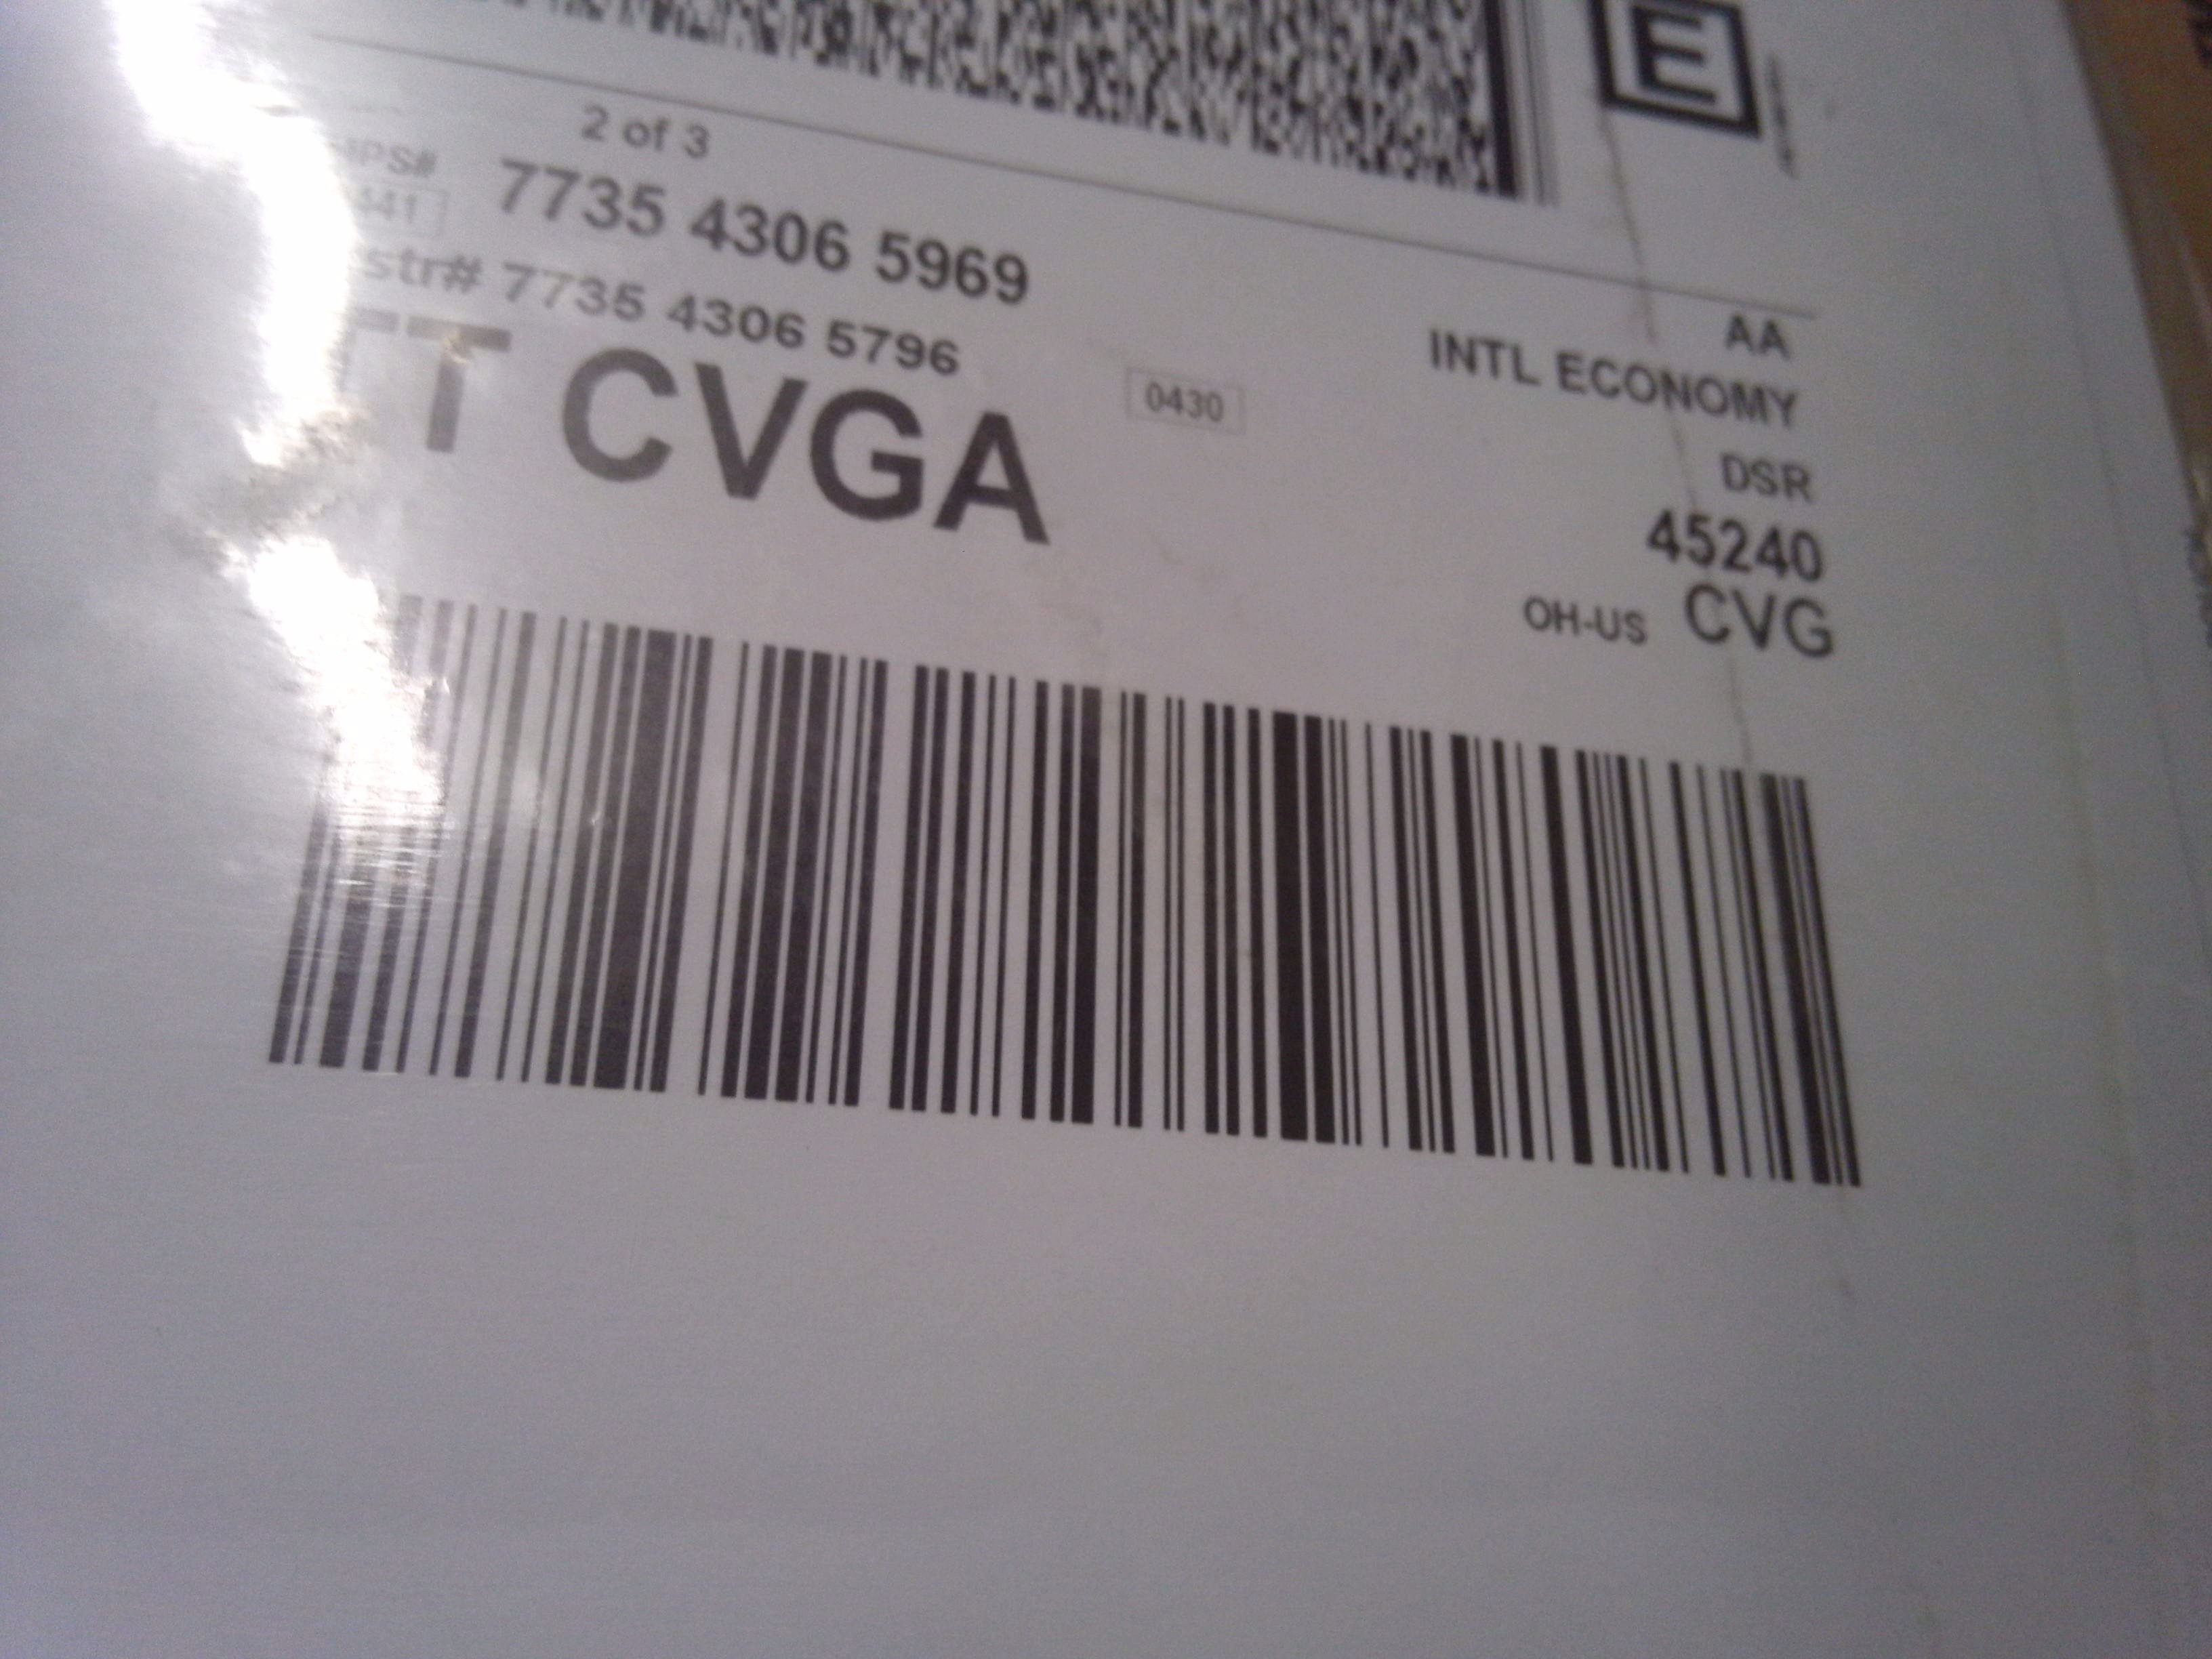 E
2 of 3
7735 4306 5969
7735 4306 5796
0430
CVGA
AA
INTL ECONOMY
DSR
45240
OH-US CVG